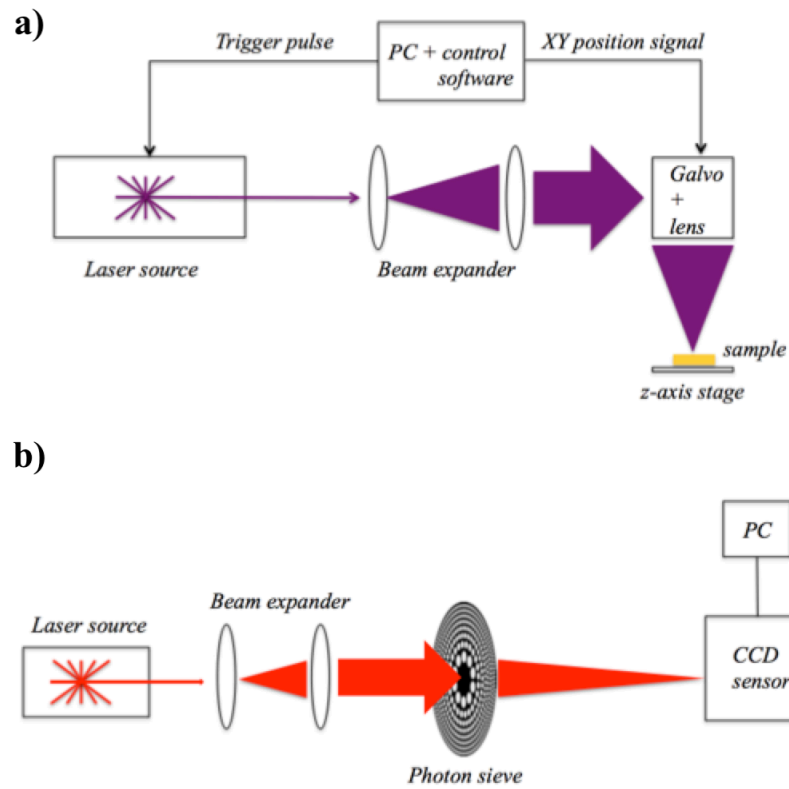 a)
Trigger pulse
PC + control
software
XY position signal
Galvo
+
lens
Laser source
Beam expander
sample
z-axis stage
b)
PC
Beam expander
Laser source
CCD
sensor
Photon sieve